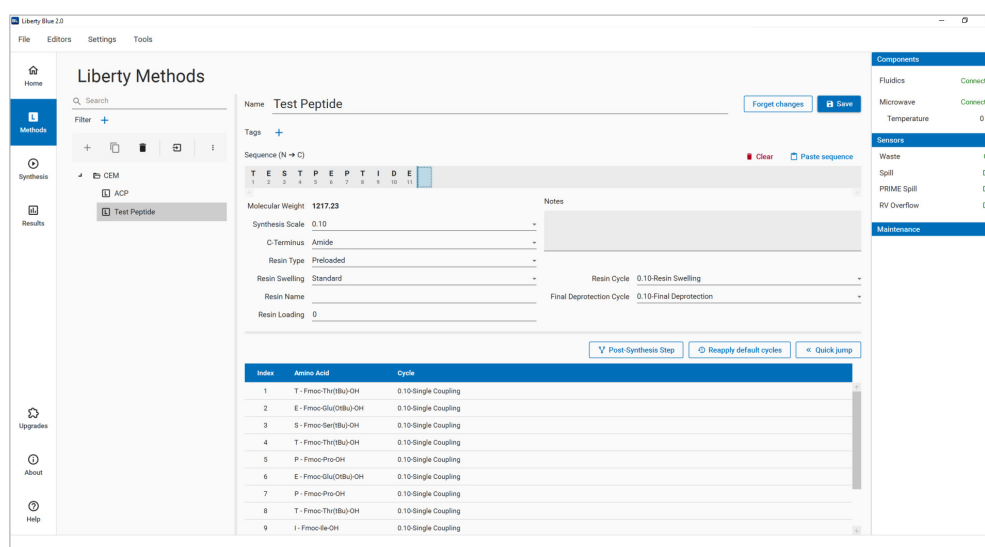 BL Liberty Blue 2.0
File Editors Settings Tools
Home
L
Methods
Synthesis
Results
Upgrades
About
Help
Liberty Methods
Search
Filter +
CEM
L ACP
L Test Peptide
Name Test Peptide
Forget changes Save
Tags +
Sequence (N → C)
Clear Paste sequence
T E S T P E P T I D E
1 2 3 4 5 6 7 8 9 10 11
Molecular Weight 1217.23
Notes
Synthesis Scale 0.10
C-Terminus Amide
Resin Type Preloaded
Resin Swelling Standard
Resin Cycle 0.10-Resin Swelling
Resin Name
Final Deprotection Cycle 0.10-Final Deprotection
Resin Loading 0
Post-Synthesis Step Reapply default cycles « Quick jump
Index Amino Acid Cycle
1 T - Fmoc-Thr(tBu)-OH 0.10-Single Coupling
2 E - Fmoc-Glu(OtBu)-OH 0.10-Single Coupling
3 S - Fmoc-Ser(tBu)-OH 0.10-Single Coupling
4 T - Fmoc-Thr(tBu)-OH 0.10-Single Coupling
5 P - Fmoc-Pro-OH 0.10-Single Coupling
6 E - Fmoc-Glu(OtBu)-OH 0.10-Single Coupling
7 P - Fmoc-Pro-OH 0.10-Single Coupling
8 T - Fmoc-Thr(tBu)-OH 0.10-Single Coupling
9 I - Fmoc-Ile-OH 0.10-Single Coupling
Components
Fluidics Connect
Microwave Connect
Temperature 0
Sensors
Waste
Spill
PRIME Spill
RV Overflow
Maintenance